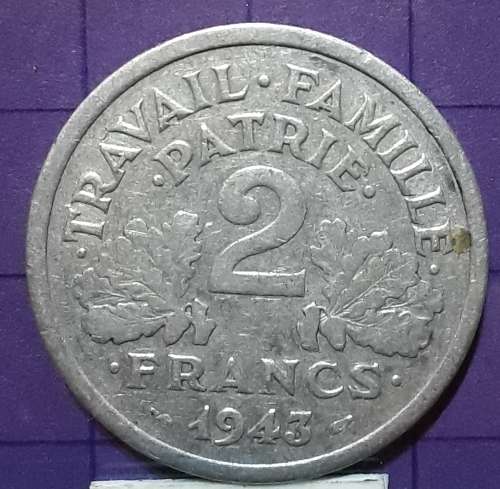 ·TRAVAIL·FAMILLE·
·PATRIE·
2
·FRANCS·
1943